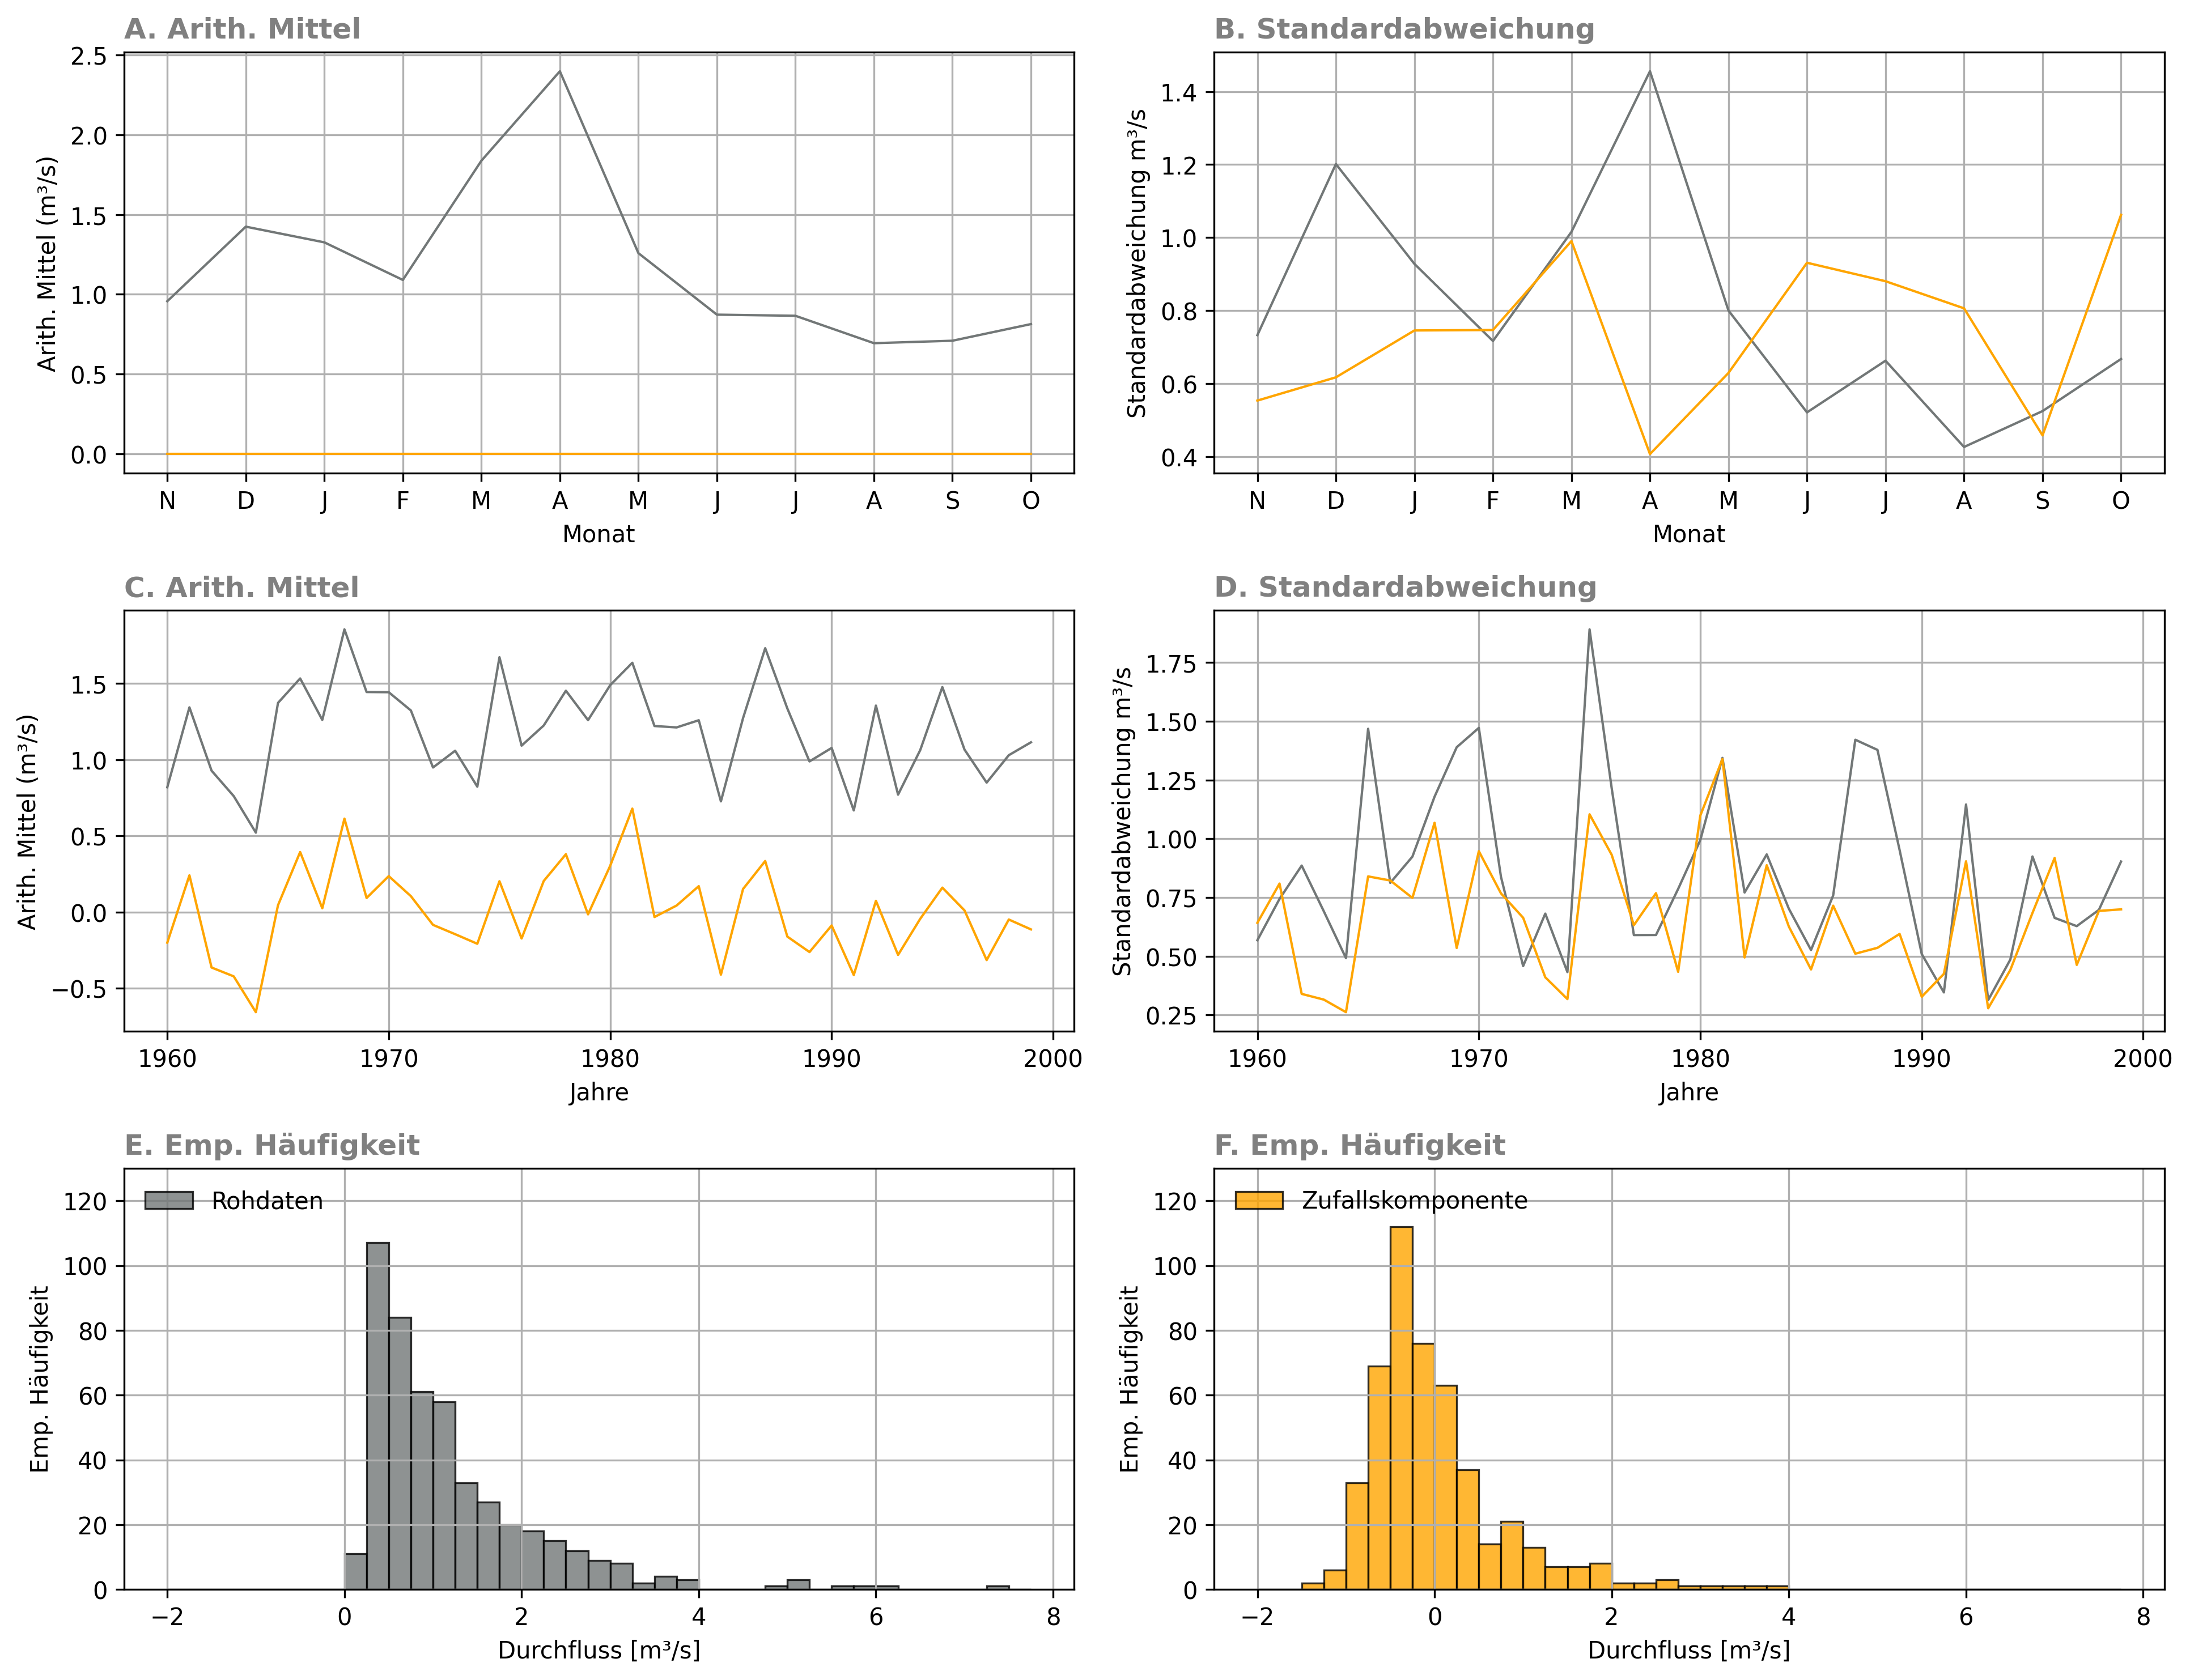 A. Arith. Mittel
Arith. Mittel (m³/s)
2.5
2.0
1.5
1.0
0.5
0.0
N D J F M A M J J A S O
Monat
B. Standardabweichung
Standardabweichung m³/s
1.4
1.2
1.0
0.8
0.6
0.4
N D J F M A M J J A S O
Monat
C. Arith. Mittel
Arith. Mittel (m³/s)
1.5
1.0
0.5
0.0
−0.5
1960 1970 1980 1990 2000
Jahre
D. Standardabweichung
Standardabweichung m³/s
1.75
1.50
1.25
1.00
0.75
0.50
0.25
1960 1970 1980 1990 2000
Jahre
E. Emp. Häufigkeit
Emp. Häufigkeit
Rohdaten
120
100
80
60
40
20
0
−2 0 2 4 6 8
Durchfluss [m³/s]
F. Emp. Häufigkeit
Emp. Häufigkeit
Zufallskomponente
120
100
80
60
40
20
0
−2 0 2 4 6 8
Durchfluss [m³/s]